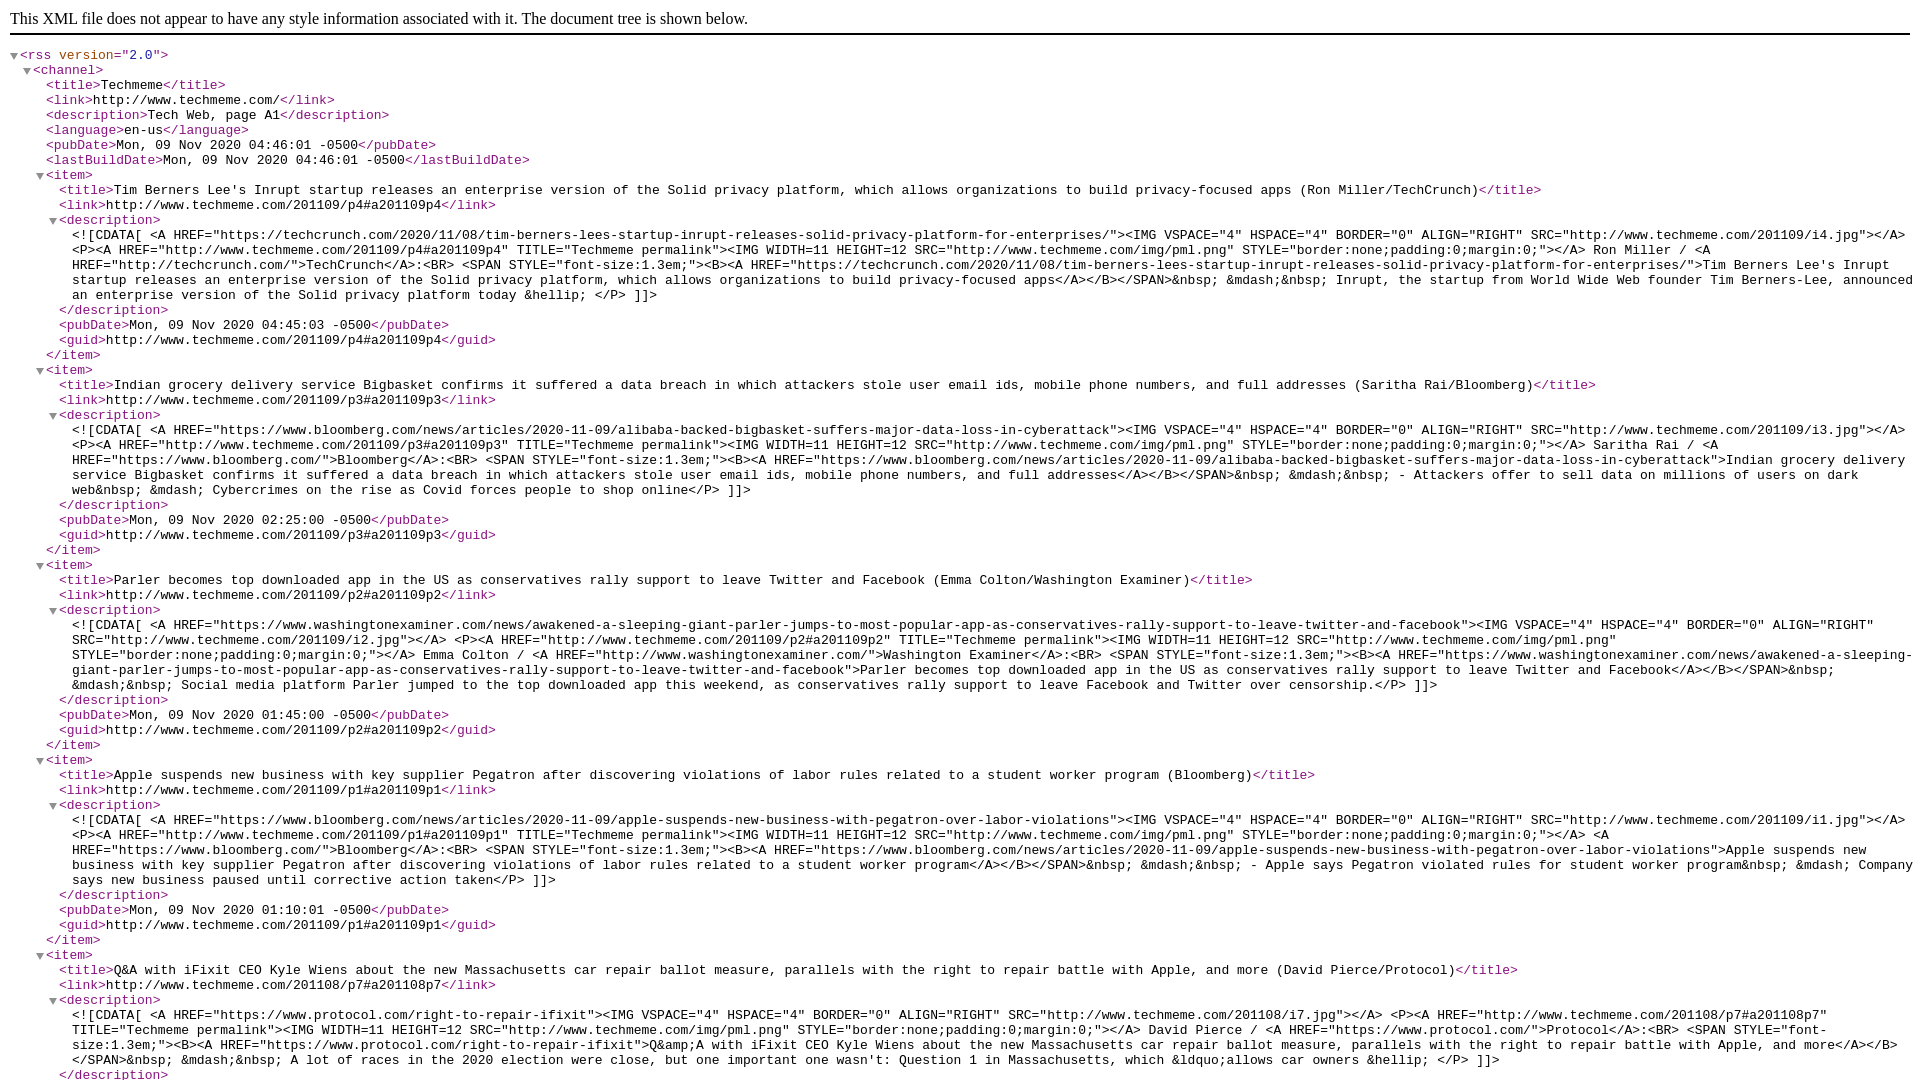 This XML file does not appear to have any style information associated with it. The document tree is shown below.
<rss version="2.0">
<channel>
<title>Techmeme</title>
<link>http://www.techmeme.com/</link>
<description>Tech Web, page A1</description>
<language>en-us</language>
<pubDate>Mon, 09 Nov 2020 04:46:01 -0500</pubDate>
<lastBuildDate>Mon, 09 Nov 2020 04:46:01 -0500</lastBuildDate>
<item>
<title>Tim Berners Lee's Inrupt startup releases an enterprise version of the Solid privacy platform, which allows organizations to build privacy-focused apps (Ron Miller/TechCrunch)</title>
<link>http://www.techmeme.com/201109/p4#a201109p4</link>
<description>
<![CDATA[ <A HREF="https://techcrunch.com/2020/11/08/tim-berners-lees-startup-inrupt-releases-solid-privacy-platform-for-enterprises/"><IMG VSPACE="4" HSPACE="4" BORDER="0" ALIGN="RIGHT" SRC="http://www.techmeme.com/201109/i4.jpg"></A>
<P><A HREF="http://www.techmeme.com/201109/p4#a201109p4" TITLE="Techmeme permalink"><IMG WIDTH=11 HEIGHT=12 SRC="http://www.techmeme.com/img/pml.png" STYLE="border:none;padding:0;margin:0;"></A> Ron Miller / <A
HREF="http://techcrunch.com/">TechCrunch</A>:<BR> <SPAN STYLE="font-size:1.3em;"><B><A HREF="https://techcrunch.com/2020/11/08/tim-berners-lees-startup-inrupt-releases-solid-privacy-platform-for-enterprises/">Tim Berners Lee's Inrupt
startup releases an enterprise version of the Solid privacy platform, which allows organizations to build privacy-focused apps</A></B></SPAN>&nbsp; &mdash;&nbsp; Inrupt, the startup from World Wide Web founder Tim Berners-Lee, announced
an enterprise version of the Solid privacy platform today &hellip; </P> ]]>
</description>
<pubDate>Mon, 09 Nov 2020 04:45:03 -0500</pubDate>
<guid>http://www.techmeme.com/201109/p4#a201109p4</guid>
</item>
<item>
<title>Indian grocery delivery service Bigbasket confirms it suffered a data breach in which attackers stole user email ids, mobile phone numbers, and full addresses (Saritha Rai/Bloomberg)</title>
<link>http://www.techmeme.com/201109/p3#a201109p3</link>
<description>
<![CDATA[ <A HREF="https://www.bloomberg.com/news/articles/2020-11-09/alibaba-backed-bigbasket-suffers-major-data-loss-in-cyberattack"><IMG VSPACE="4" HSPACE="4" BORDER="0" ALIGN="RIGHT" SRC="http://www.techmeme.com/201109/i3.jpg"></A>
<P><A HREF="http://www.techmeme.com/201109/p3#a201109p3" TITLE="Techmeme permalink"><IMG WIDTH=11 HEIGHT=12 SRC="http://www.techmeme.com/img/pml.png" STYLE="border:none;padding:0;margin:0;"></A> Saritha Rai / <A
HREF="https://www.bloomberg.com/">Bloomberg</A>:<BR> <SPAN STYLE="font-size:1.3em;"><B><A HREF="https://www.bloomberg.com/news/articles/2020-11-09/alibaba-backed-bigbasket-suffers-major-data-loss-in-cyberattack">Indian grocery delivery
service Bigbasket confirms it suffered a data breach in which attackers stole user email ids, mobile phone numbers, and full addresses</A></B></SPAN>&nbsp; &mdash;&nbsp; - Attackers offer to sell data on millions of users on dark
web&nbsp; &mdash; Cybercrimes on the rise as Covid forces people to shop online</P> ]]>
</description>
<pubDate>Mon, 09 Nov 2020 02:25:00 -0500</pubDate>
<guid>http://www.techmeme.com/201109/p3#a201109p3</guid>
</item>
<item>
<title>Parler becomes top downloaded app in the US as conservatives rally support to leave Twitter and Facebook (Emma Colton/Washington Examiner)</title>
<link>http://www.techmeme.com/201109/p2#a201109p2</link>
<description>
<![CDATA[ <A HREF="https://www.washingtonexaminer.com/news/awakened-a-sleeping-giant-parler-jumps-to-most-popular-app-as-conservatives-rally-support-to-leave-twitter-and-facebook"><IMG VSPACE="4" HSPACE="4" BORDER="0" ALIGN="RIGHT"
SRC="http://www.techmeme.com/201109/i2.jpg"></A> <P><A HREF="http://www.techmeme.com/201109/p2#a201109p2" TITLE="Techmeme permalink"><IMG WIDTH=11 HEIGHT=12 SRC="http://www.techmeme.com/img/pml.png"
STYLE="border:none;padding:0;margin:0;"></A> Emma Colton / <A HREF="http://www.washingtonexaminer.com/">Washington Examiner</A>:<BR> <SPAN STYLE="font-size:1.3em;"><B><A HREF="https://www.washingtonexaminer.com/news/awakened-a-sleeping-
giant-parler-jumps-to-most-popular-app-as-conservatives-rally-support-to-leave-twitter-and-facebook">Parler becomes top downloaded app in the US as conservatives rally support to leave Twitter and Facebook</A></B></SPAN>&nbsp;
&mdash;&nbsp; Social media platform Parler jumped to the top downloaded app this weekend, as conservatives rally support to leave Facebook and Twitter over censorship.</P> ]]>
</description>
<pubDate>Mon, 09 Nov 2020 01:45:00 -0500</pubDate>
<guid>http://www.techmeme.com/201109/p2#a201109p2</guid>
</item>
<item>
<title>Apple suspends new business with key supplier Pegatron after discovering violations of labor rules related to a student worker program (Bloomberg)</title>
<link>http://www.techmeme.com/201109/p1#a201109p1</link>
<description>
<![CDATA[ <A HREF="https://www.bloomberg.com/news/articles/2020-11-09/apple-suspends-new-business-with-pegatron-over-labor-violations"><IMG VSPACE="4" HSPACE="4" BORDER="0" ALIGN="RIGHT" SRC="http://www.techmeme.com/201109/i1.jpg"></A>
<P><A HREF="http://www.techmeme.com/201109/p1#a201109p1" TITLE="Techmeme permalink"><IMG WIDTH=11 HEIGHT=12 SRC="http://www.techmeme.com/img/pml.png" STYLE="border:none;padding:0;margin:0;"></A> <A
HREF="https://www.bloomberg.com/">Bloomberg</A>:<BR> <SPAN STYLE="font-size:1.3em;"><B><A HREF="https://www.bloomberg.com/news/articles/2020-11-09/apple-suspends-new-business-with-pegatron-over-labor-violations">Apple suspends new
business with key supplier Pegatron after discovering violations of labor rules related to a student worker program</A></B></SPAN>&nbsp; &mdash;&nbsp; - Apple says Pegatron violated rules for student worker program&nbsp; &mdash; Company
says new business paused until corrective action taken</P> ]]>
</description>
<pubDate>Mon, 09 Nov 2020 01:10:01 -0500</pubDate>
<guid>http://www.techmeme.com/201109/p1#a201109p1</guid>
</item>
<item>
<title>Q&A with iFixit CEO Kyle Wiens about the new Massachusetts car repair ballot measure, parallels with the right to repair battle with Apple, and more (David Pierce/Protocol)</title>
<link>http://www.techmeme.com/201108/p7#a201108p7</link>
<description>
<![CDATA[ <A HREF="https://www.protocol.com/right-to-repair-ifixit"><IMG VSPACE="4" HSPACE="4" BORDER="0" ALIGN="RIGHT" SRC="http://www.techmeme.com/201108/i7.jpg"></A> <P><A HREF="http://www.techmeme.com/201108/p7#a201108p7"
TITLE="Techmeme permalink"><IMG WIDTH=11 HEIGHT=12 SRC="http://www.techmeme.com/img/pml.png" STYLE="border:none;padding:0;margin:0;"></A> David Pierce / <A HREF="https://www.protocol.com/">Protocol</A>:<BR> <SPAN STYLE="font-
size:1.3em;"><B><A HREF="https://www.protocol.com/right-to-repair-ifixit">Q&amp;A with iFixit CEO Kyle Wiens about the new Massachusetts car repair ballot measure, parallels with the right to repair battle with Apple, and more</A></B>
</SPAN>&nbsp; &mdash;&nbsp; A lot of races in the 2020 election were close, but one important one wasn't: Question 1 in Massachusetts, which &ldquo;allows car owners &hellip; </P> ]]>
</description>